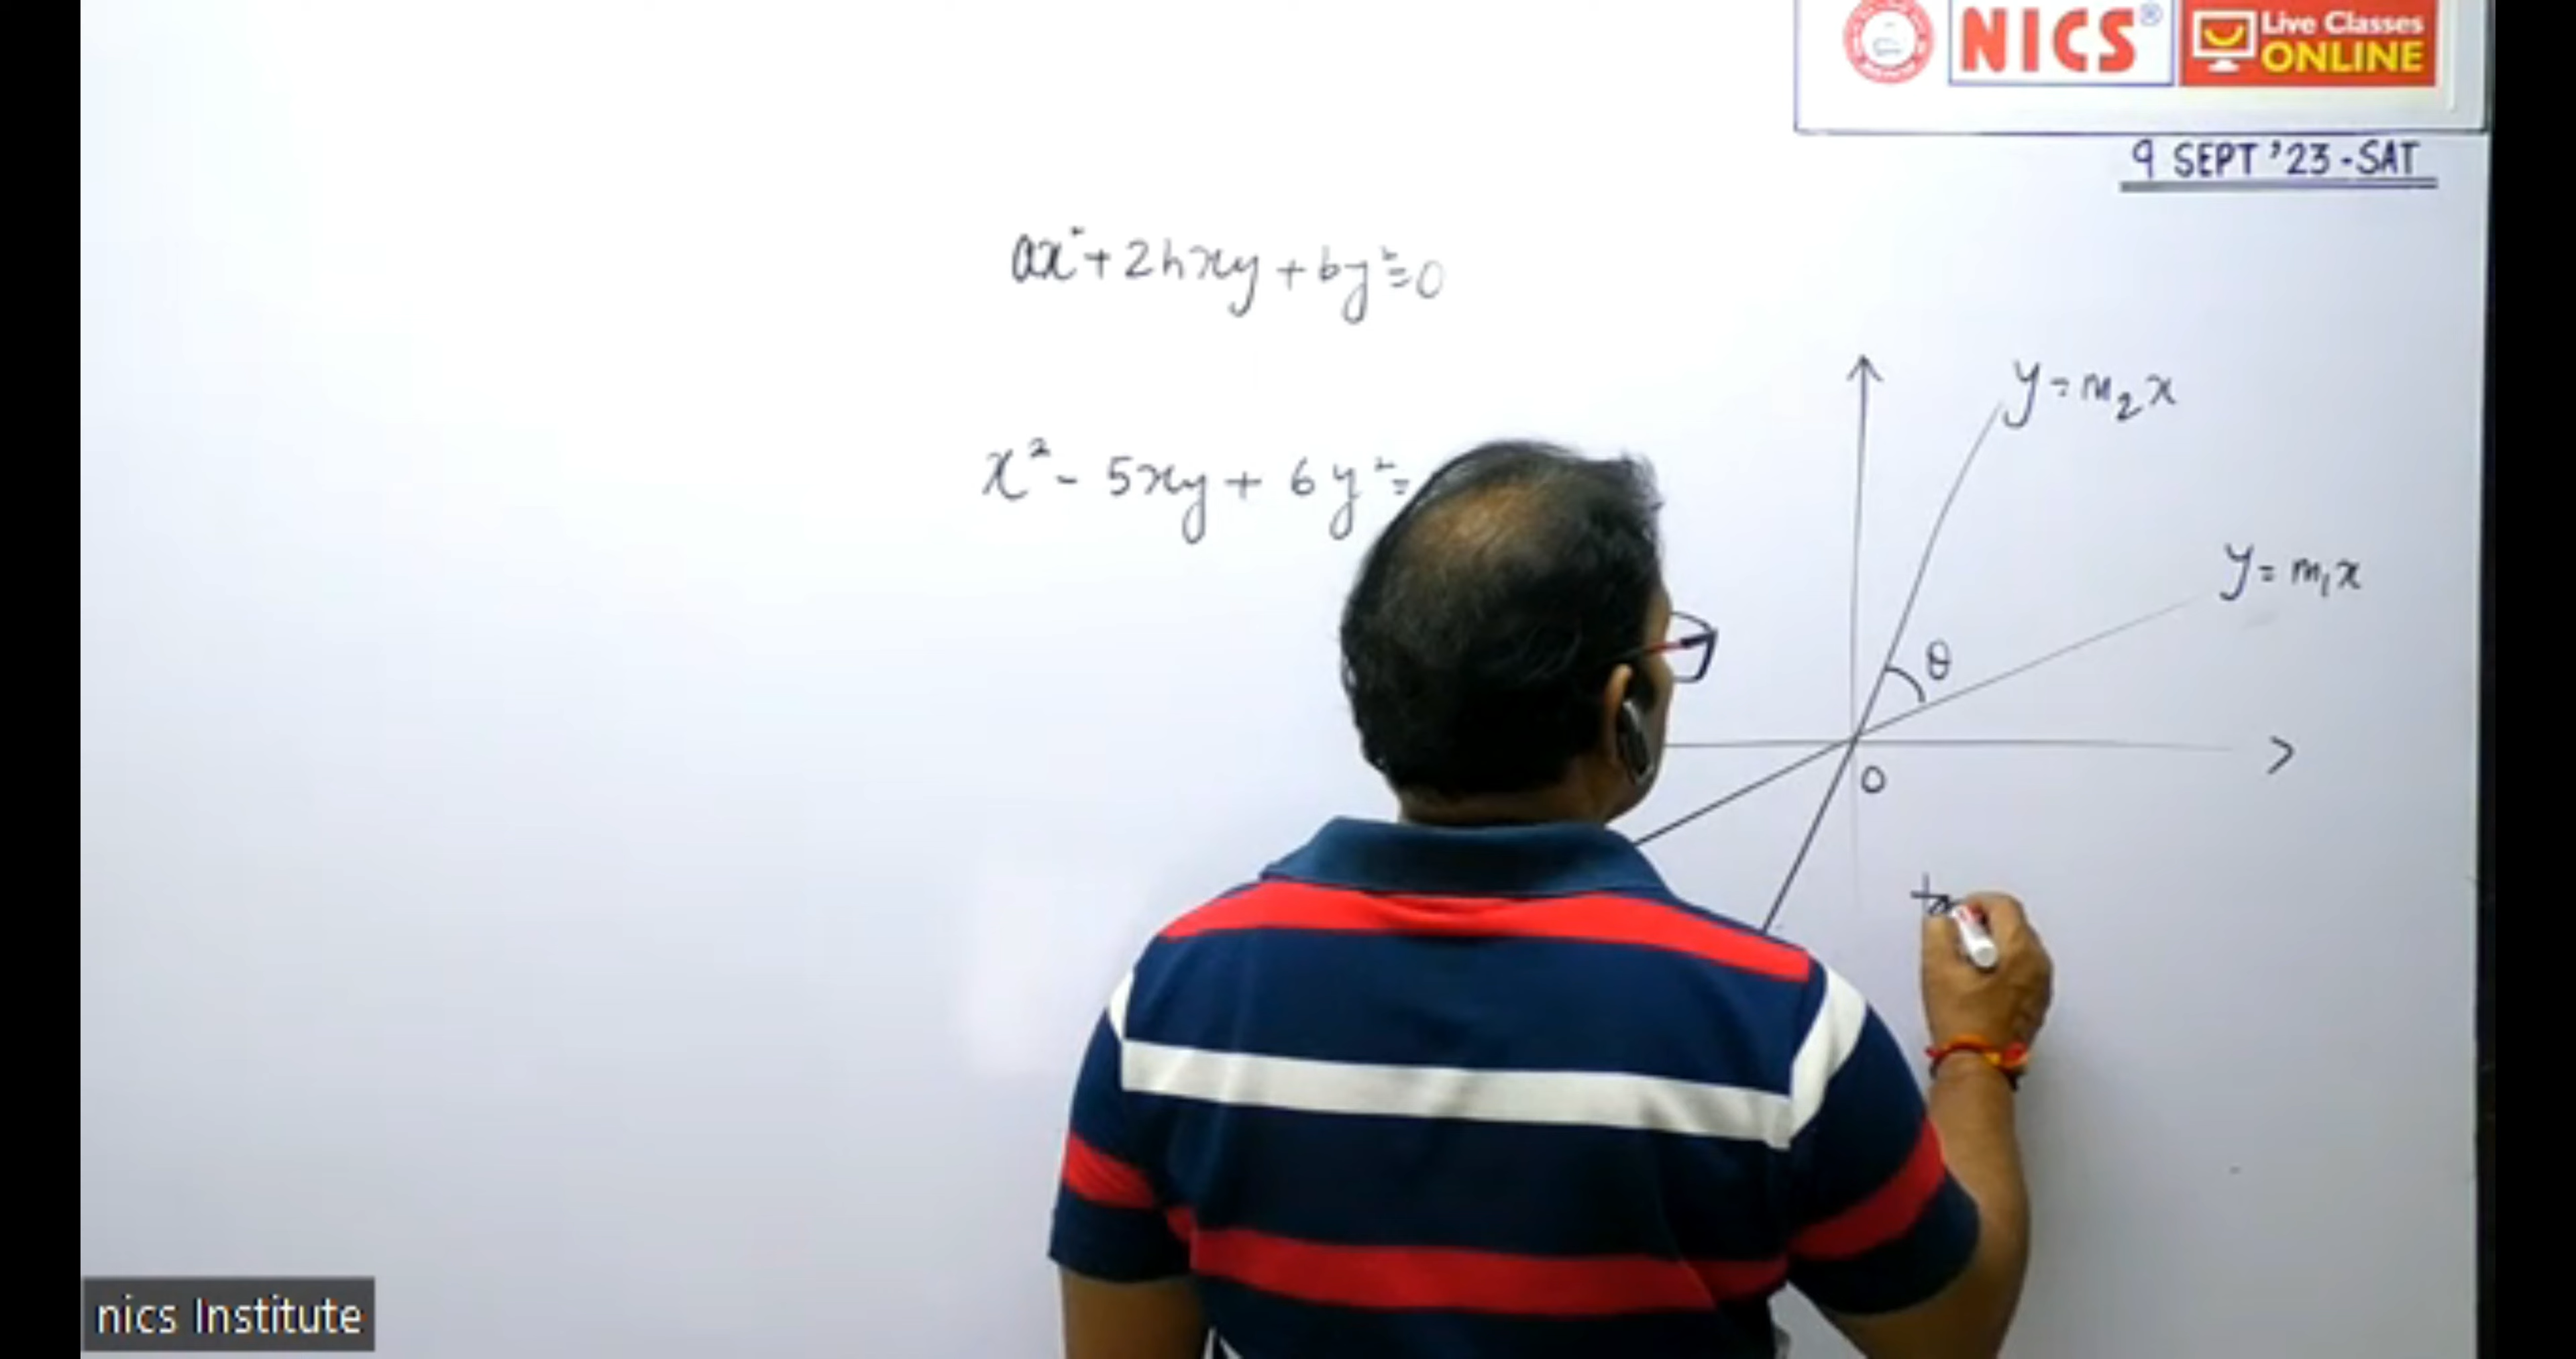 NICS®
Live Classes
ONLINE
9 SEPT '23 - SAT
ax² + 2hxy + by² = 0
x² - 5xy + 6y² =
y = m₂x
y = m₁x
θ
O
nics Institute